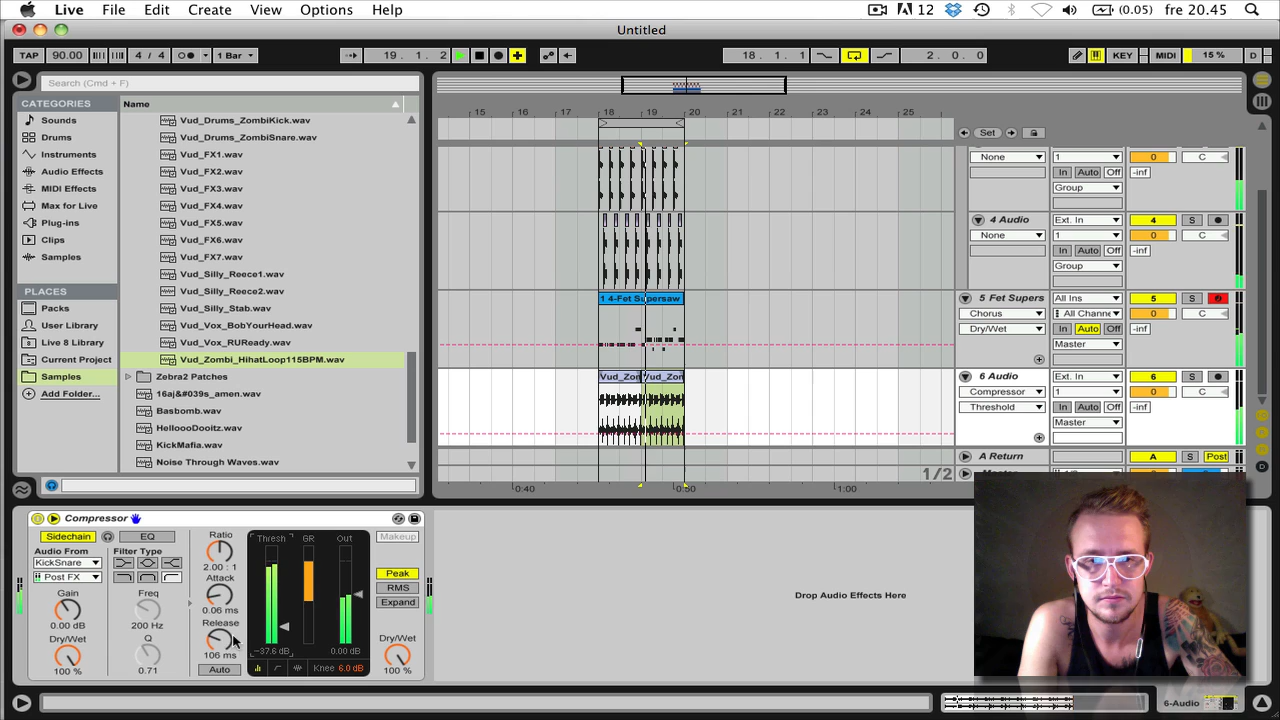 Live File Edit Create View Options Help
12 (0.05) fre 20.45
Untitled
TAP 90.00 4 / 4 1 Bar 19. 1. 2 18. 1. 1 2. 0. 0 KEY MIDI 15 % D
Search (Cmd + F)
CATEGORIES
Sounds
Drums
Instruments
Audio Effects
MIDI Effects
Max for Live
Plug-ins
Clips
Samples
PLACES
Packs
User Library
Live 8 Library
Current Project
Samples
Add Folder...
Name
Vud_Drums_ZombiKick.wav
Vud_Drums_ZombiSnare.wav
Vud_FX1.wav
Vud_FX2.wav
Vud_FX3.wav
Vud_FX4.wav
Vud_FX5.wav
Vud_FX6.wav
Vud_FX7.wav
Vud_Silly_Reece1.wav
Vud_Silly_Reece2.wav
Vud_Silly_Stab.wav
Vud_Vox_BobYourHead.wav
Vud_Vox_RUReady.wav
Vud_Zombi_HihatLoop115BPM.wav
Zebra2 Patches
16aj&#039s_amen.wav
Basbomb.wav
HelloooDooitz.wav
KickMafia.wav
Noise Through Waves.wav
15 16 17 18 19 20 21 22 23 24 25
Set
None 1 0 C
In Auto Off -inf
Group
4 Audio Ext. In 4 S
None 1 0 C
In Auto Off -inf
Group
1 4-Fet Supersaw
5 Fet Supers All Ins 5 S
Chorus All Channe 0 C
Dry/Wet In Auto Off -inf
Master
Vud_Zon Vud_Zon
6 Audio Ext. In 6 S
Compressor 1 0 C
Threshold In Auto Off -inf
Master
A Return A S Post
1/2
0:40 0:50 1:00
Compressor
Sidechain EQ
Audio From Filter Type
KickSnare
Post FX
Gain Freq
0.00 dB 200 Hz
Dry/Wet Q
100 % 0.71
Ratio
2.00 : 1
Attack
0.06 ms
Release
106 ms
Auto
Thresh GR Out
-37.6 dB 0.00 dB
Knee 6.0 dB
Makeup
Peak
RMS
Expand
Dry/Wet
100 %
Drop Audio Effects Here
6-Audio